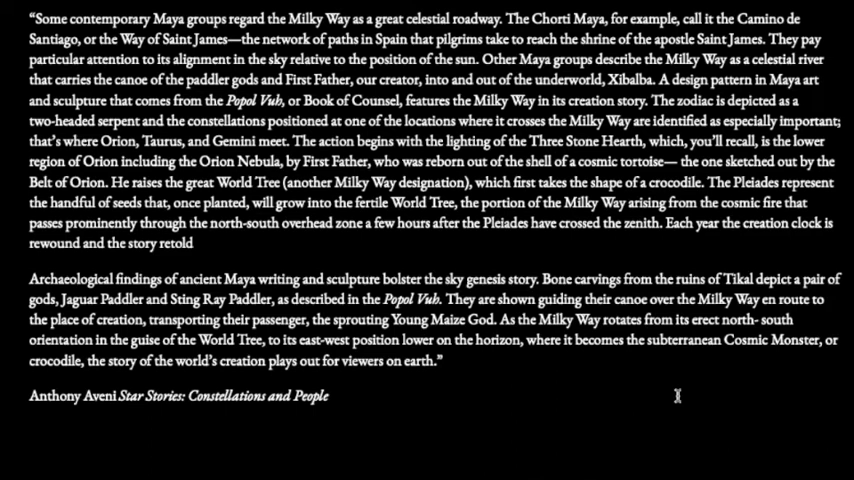 “Some contemporary Maya groups regard the Milky Way as a great celestial roadway. The Chorti Maya, for example, call it the Camino de
Santiago, or the Way of Saint James—the network of paths in Spain that pilgrims take to reach the shrine of the apostle Saint James. They pay
particular attention to its alignment in the sky relative to the position of the sun. Other Maya groups describe the Milky Way as a celestial river
that carries the canoe of the paddler gods and First Father, our creator, into and out of the underworld, Xibalba. A design pattern in Maya art
and sculpture that comes from the Popol Vuh, or Book of Counsel, features the Milky Way in its creation story. The zodiac is depicted as a
two-headed serpent and the constellations positioned at one of the locations where it crosses the Milky Way are identified as especially important;
that’s where Orion, Taurus, and Gemini meet. The action begins with the lighting of the Three Stone Hearth, which, you’ll recall, is the lower
region of Orion including the Orion Nebula, by First Father, who was reborn out of the shell of a cosmic tortoise— the one sketched out by the
Belt of Orion. He raises the great World Tree (another Milky Way designation), which first takes the shape of a crocodile. The Pleiades represent
the handful of seeds that, once planted, will grow into the fertile World Tree, the portion of the Milky Way arising from the cosmic fire that
passes prominently through the north-south overhead zone a few hours after the Pleiades have crossed the zenith. Each year the creation clock is
rewound and the story retold
Archaeological findings of ancient Maya writing and sculpture bolster the sky genesis story. Bone carvings from the ruins of Tikal depict a pair of
gods, Jaguar Paddler and Sting Ray Paddler, as described in the Popol Vuh. They are shown guiding their canoe over the Milky Way en route to
the place of creation, transporting their passenger, the sprouting Young Maize God. As the Milky Way rotates from its erect north- south
orientation in the guise of the World Tree, to its east-west position lower on the horizon, where it becomes the subterranean Cosmic Monster, or
crocodile, the story of the world’s creation plays out for viewers on earth.”
Anthony Aveni Star Stories: Constellations and People